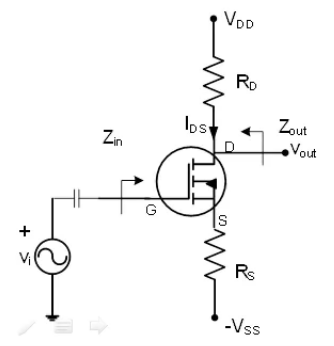 V_DD
R_D
I_DS
Z_in
Z_out
D
V_out
G
S
+
V_i
R_S
-V_SS